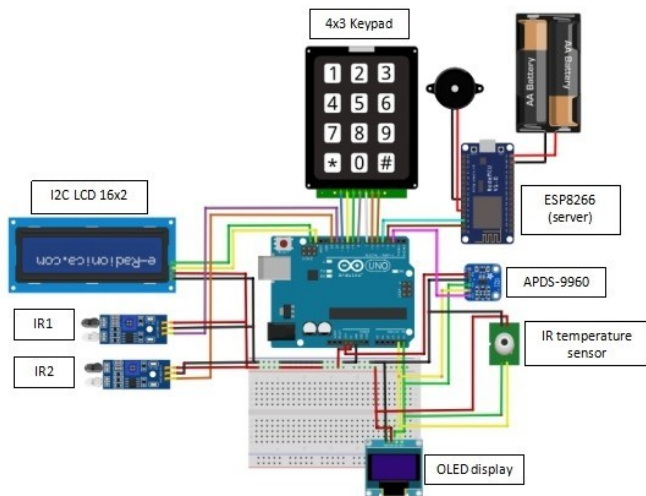 4x3 Keypad
AA Battery
AA Battery
1 2 3
4 5 6
7 8 9
* 0 #
I2C LCD 16x2
e-Radionica.com
ESP8266
(server)
UNO
APDS-9960
IR1
IR temperature
sensor
IR2
OLED display